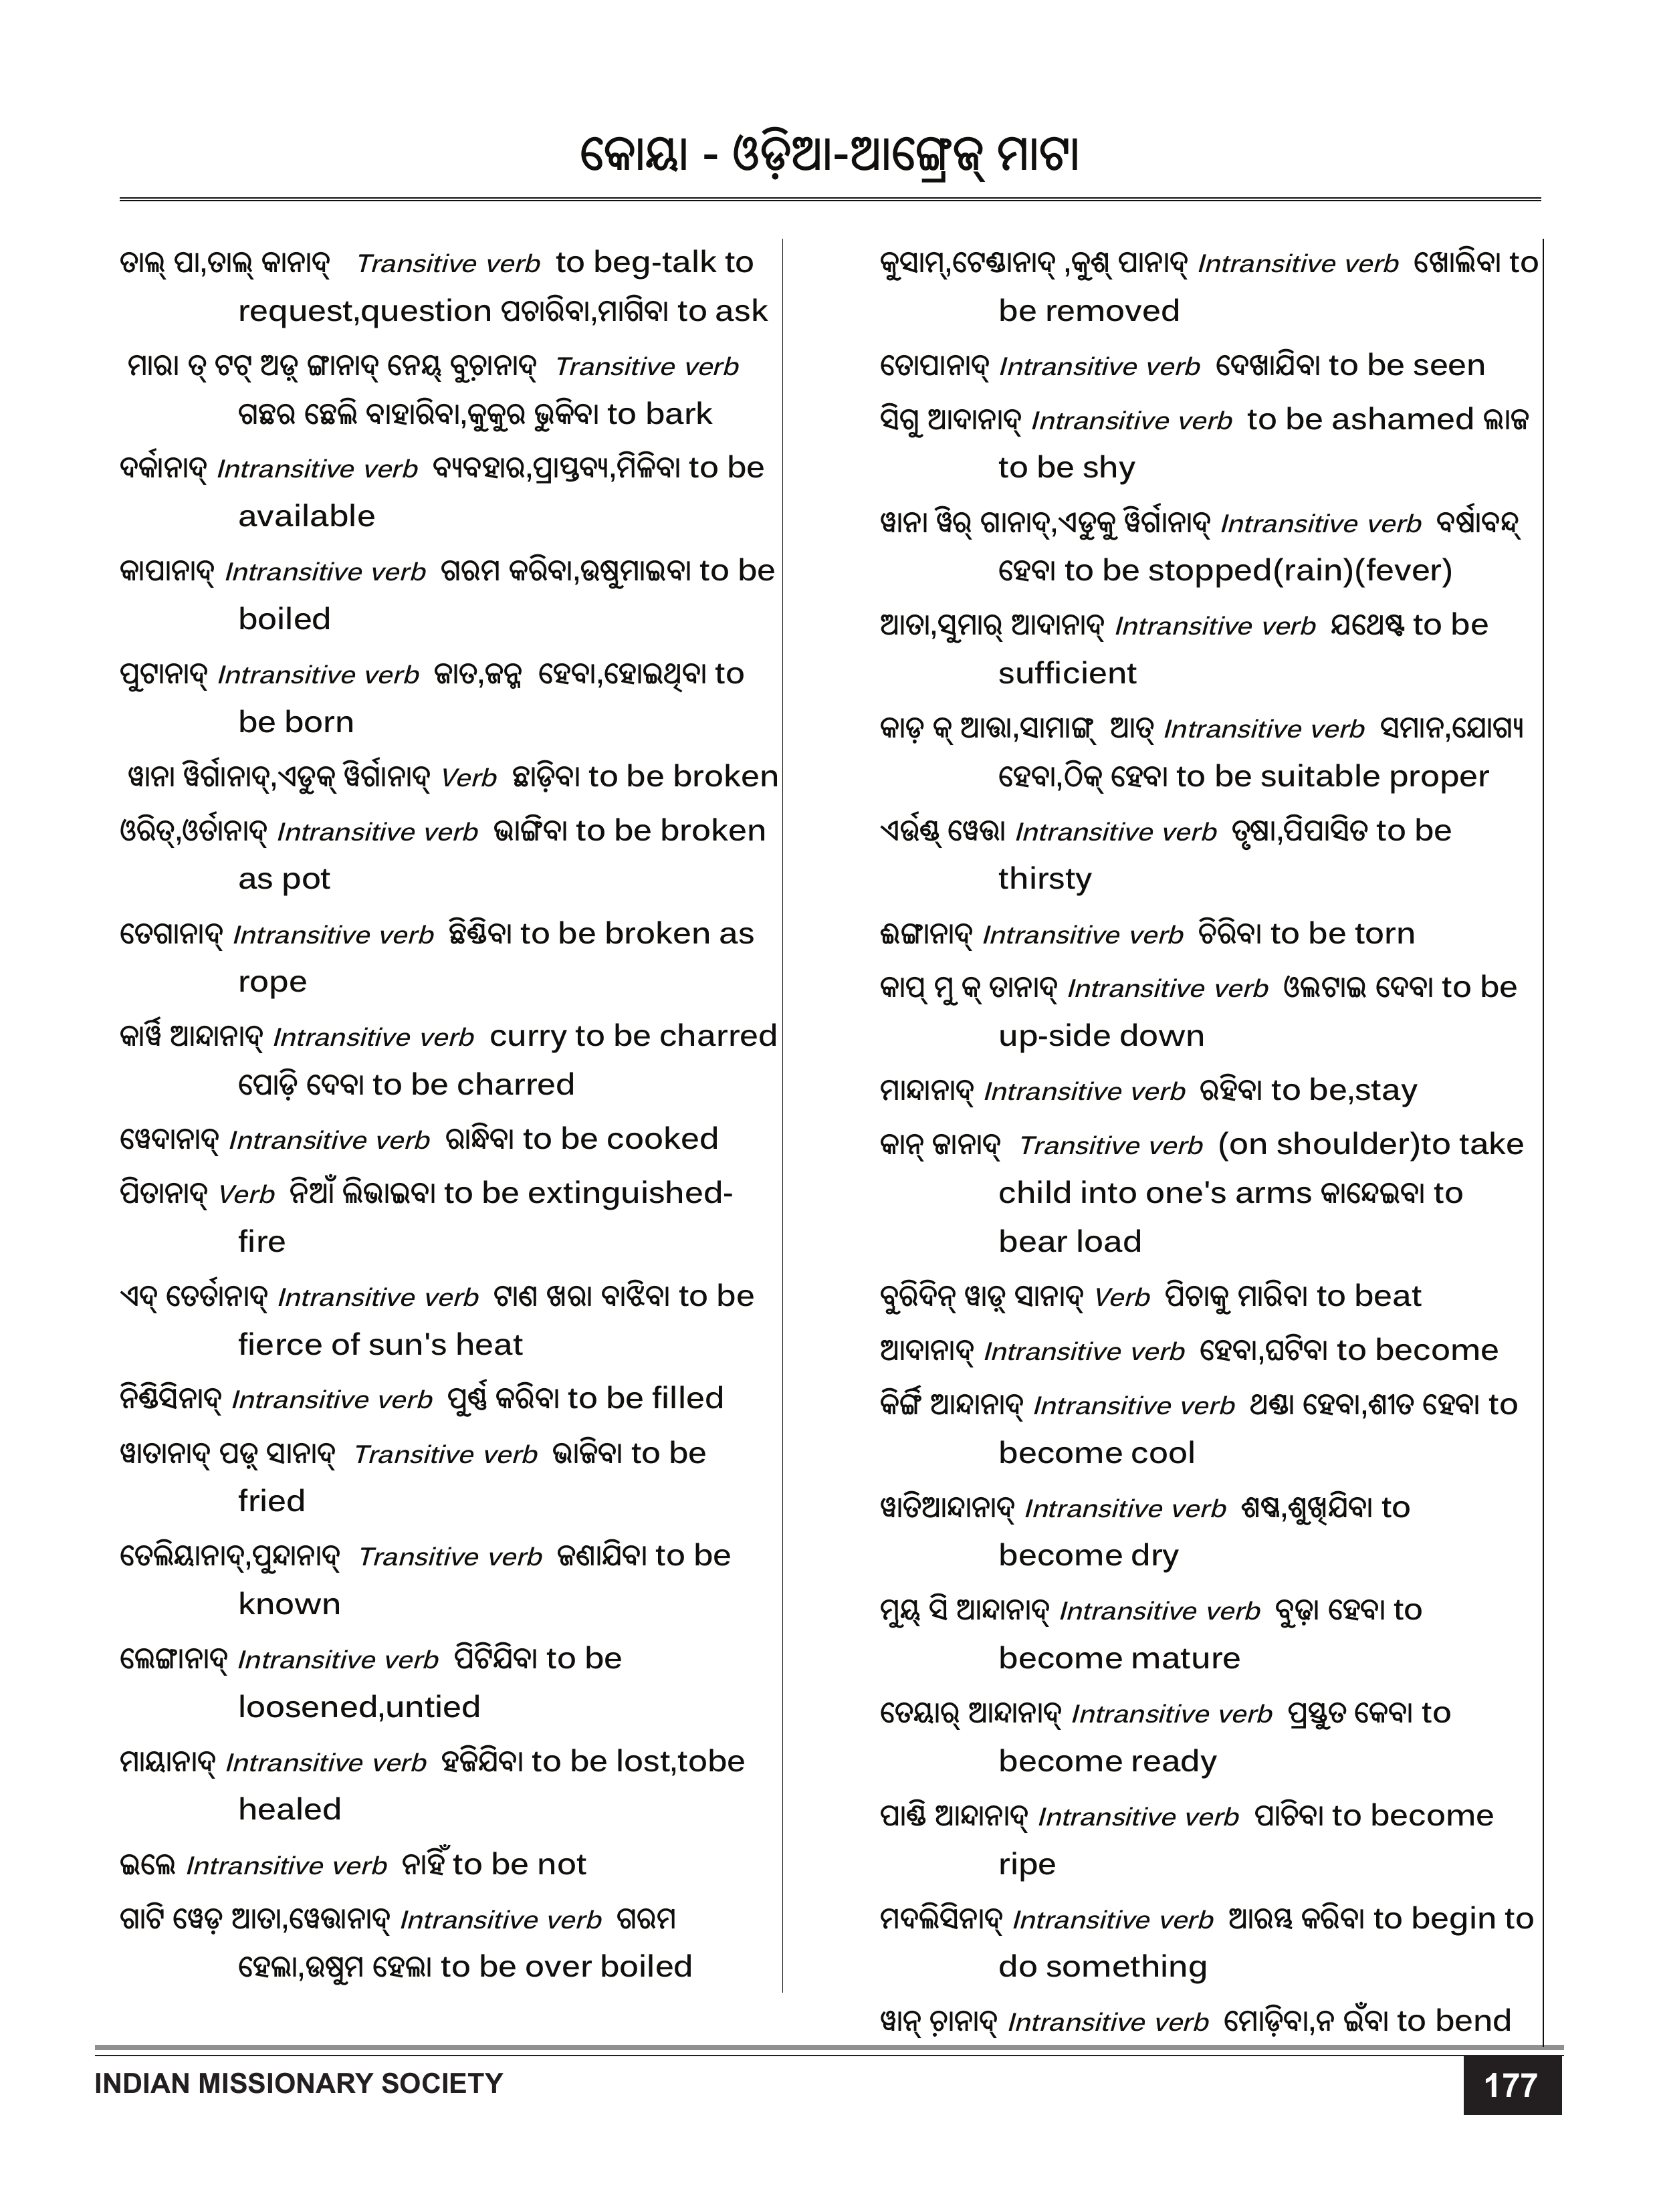 କୋୟା - ଓଡ଼ିଆ-ଆଙ୍ଗ୍ରେଜ୍ ମାଟା
ତାଲ୍ ପା,ତାଲ୍ କାନାଦ୍ Transitive verb to beg-talk to
request,question ପଚାରିବା,ମାଗିବା to ask
ମାରା ତ୍ ଟଟ୍ ଅଡ଼୍ ଙ୍ଗାନାଦ୍ ନେୟ୍ ବୁଚ଼ାନାଦ୍ Transitive verb
ଗଛର ଛେଲି ବାହାରିବା,କୁକୁର ଭୁକିବା to bark
ଦର୍କାନାଦ୍ Intransitive verb ବ୍ୟବହାର,ପ୍ରାପ୍ତବ୍ୟ,ମିଳିବା to be
available
କାପାନାଦ୍ Intransitive verb ଗରମ କରିବା,ଉଷୁମାଇବା to be
boiled
ପୁଟାନାଦ୍ Intransitive verb ଜାତ,ଜନ୍ମ ହେବା,ହୋଇଥିବା to
be born
ୱାନା ୱିର୍ଗାନାଦ୍,ଏଡୁକ୍ ୱିର୍ଗାନାଦ୍ Verb ଛାଡ଼ିବା to be broken
ଓରିତ୍,ଓର୍ତାନାଦ୍ Intransitive verb ଭାଙ୍ଗିବା to be broken
as pot
ତେଗାନାଦ୍ Intransitive verb ଛିଣ୍ଡିବା to be broken as
rope
କାର୍ୱି ଆନ୍ଦାନାଦ୍ Intransitive verb curry to be charred
ପୋଡ଼ି ଦେବା to be charred
ୱେଦାନାଦ୍ Intransitive verb ରାନ୍ଧିବା to be cooked
ପିତାନାଦ୍ Verb ନିଆଁ ଲିଭାଇବା to be extinguished-
fire
ଏଦ୍ ତେର୍ତାନାଦ୍ Intransitive verb ଟାଣ ଖରା ବାଝିବା to be
fierce of sun's heat
ନିଣ୍ଡିସିନାଦ୍ Intransitive verb ପୁର୍ଣ୍ଣ କରିବା to be filled
ୱାତାନାଦ୍ ପଡ଼୍ ସାନାଦ୍ Transitive verb ଭାଜିବା to be
fried
ତେଲିୟାନାଦ୍,ପୁନ୍ଦାନାଦ୍ Transitive verb ଜଣାଯିବା to be
known
ଲେଙ୍ଗାନାଦ୍ Intransitive verb ପିଟିଯିବା to be
loosened,untied
ମାୟାନାଦ୍ Intransitive verb ହଜିଯିବା to be lost,tobe
healed
ଇଲେ Intransitive verb ନାହିଁ to be not
ଗାଟି ୱେଡ଼ ଆତା,ୱେତ୍ତାନାଦ୍ Intransitive verb ଗରମ
ହେଲା,ଉଷୁମ ହେଲା to be over boiled
କୁସାମ୍,ଟେଣ୍ଡାନାଦ୍ ,କୁଶ୍ ପାନାଦ୍ Intransitive verb ଖୋଲିବା to
be removed
ତୋପାନାଦ୍ Intransitive verb ଦେଖାଯିବା to be seen
ସିଗୁ ଆଦାନାଦ୍ Intransitive verb to be ashamed ଲାଜ
to be shy
ୱାନା ୱିର୍ ଗାନାଦ୍,ଏଡୁକୁ ୱିର୍ଗାନାଦ୍ Intransitive verb ବର୍ଷାବନ୍ଦ୍
ହେବା to be stopped(rain)(fever)
ଆତା,ସୁମାର୍ ଆଦାନାଦ୍ Intransitive verb ଯଥେଷ୍ଟ to be
sufficient
କାଡ଼ କ୍ ଆତ୍ତା,ସାମାଙ୍ଗ୍ ଆତ୍ Intransitive verb ସମାନ,ଯୋଗ୍ୟ
ହେବା,ଠିକ୍ ହେବା to be suitable proper
ଏର୍ଉଣ୍ଡ୍ ୱେତ୍ତା Intransitive verb ତୃଷା,ପିପାସିତ to be
thirsty
ଈଙ୍ଗାନାଦ୍ Intransitive verb ଚିରିବା to be torn
କାପ୍ ମୁ କ୍ ତାନାଦ୍ Intransitive verb ଓଲଟାଇ ଦେବା to be
up-side down
ମାନ୍ଦାନାଦ୍ Intransitive verb ରହିବା to be,stay
କାନ୍ ଜାନାଦ୍ Transitive verb (on shoulder)to take
child into one's arms କାନ୍ଦେଇବା to
bear load
ବୁରିଦିନ୍ ୱାଡ଼୍ ସାନାଦ୍ Verb ପିଚାକୁ ମାରିବା to beat
ଆଦାନାଦ୍ Intransitive verb ହେବା,ଘଟିବା to become
କିର୍ଙ୍ଗି ଆନ୍ଦାନାଦ୍ Intransitive verb ଥଣ୍ଡା ହେବା,ଶୀତ ହେବା to
become cool
ୱାତିଆନ୍ଦାନାଦ୍ Intransitive verb ଶଷ୍କ,ଶୁଖିଯିବା to
become dry
ମୁୟ୍ ସି ଆନ୍ଦାନାଦ୍ Intransitive verb ବୁଢ଼ା ହେବା to
become mature
ତେୟାର୍ ଆନ୍ଦାନାଦ୍ Intransitive verb ପ୍ରସ୍ତୁତ କେବା to
become ready
ପାଣ୍ଡି ଆନ୍ଦାନାଦ୍ Intransitive verb ପାଚିବା to become
ripe
ମଦଲିସିନାଦ୍ Intransitive verb ଆରମ୍ଭ କରିବା to begin to
do something
ୱାନ୍ ଚ଼ାନାଦ୍ Intransitive verb ମୋଡ଼ିବା,ନ ଇଁବା to bend
INDIAN MISSIONARY SOCIETY
177